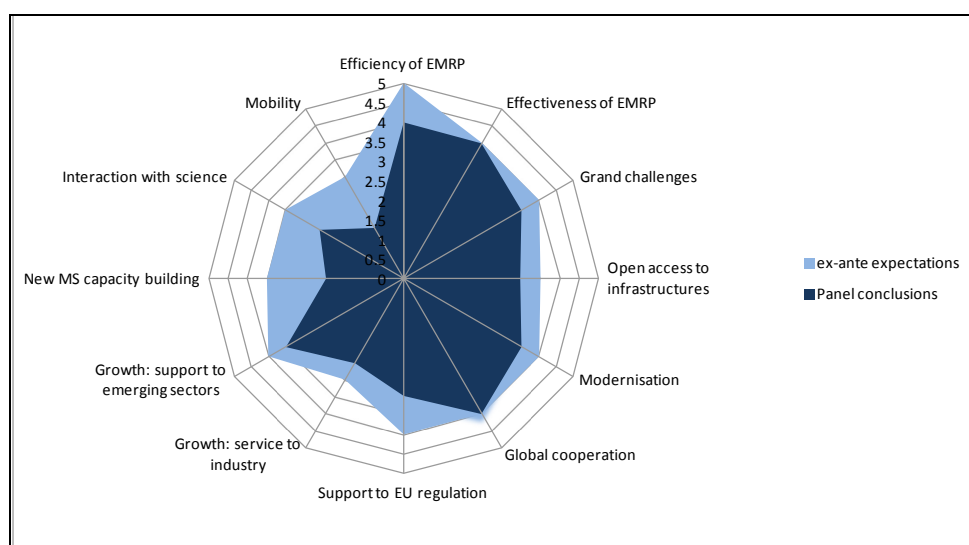 Efficiency of EMRP
5
4.5
4
3.5
3
2.5
2
1.5
1
0.5
0
Effectiveness of EMRP
Grand challenges
Open access to
infrastructures
Modernisation
Global cooperation
Support to EU regulation
Growth: service to
industry
Growth: support to
emerging sectors
New MS capacity building
Interaction with science
Mobility
ex-ante expectations
Panel conclusions